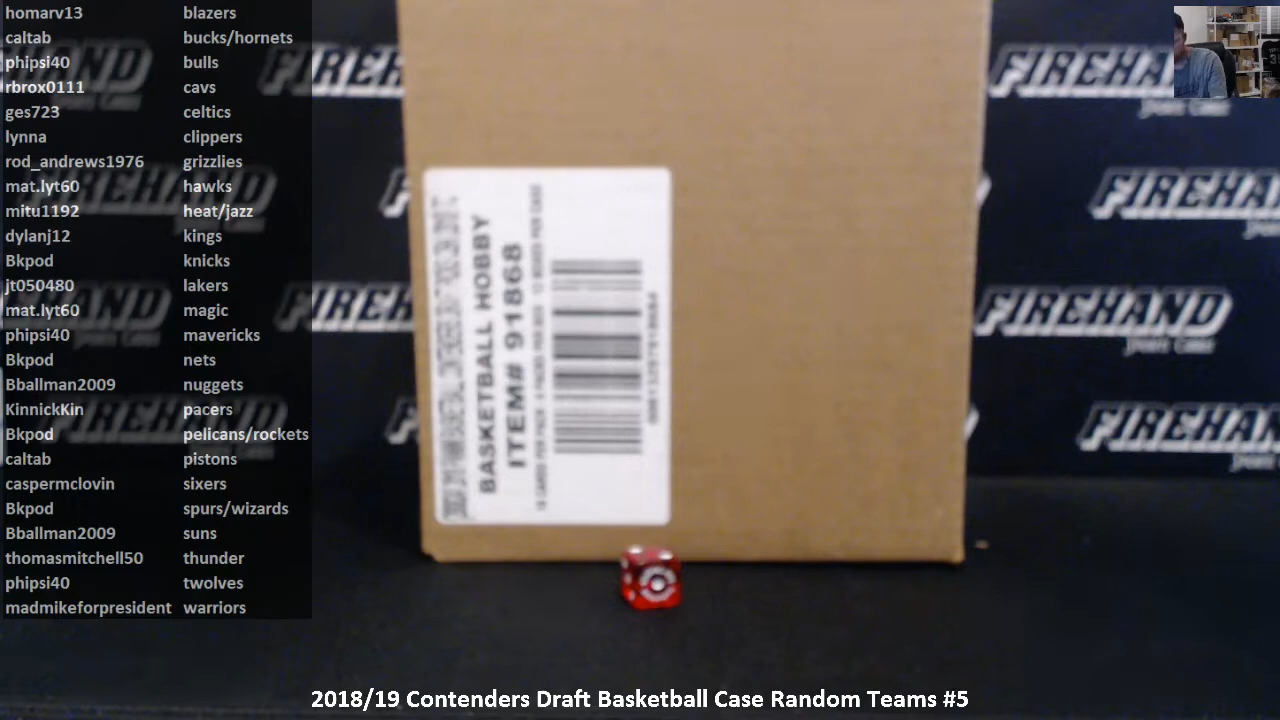 homarv13 blazers
caltab bucks/hornets
phipsi40 bulls
rbrox0111 cavs
ges723 celtics
lynna clippers
rod_andrews1976 grizzlies
mat.lyt60 hawks
mitu1192 heat/jazz
dylanj12 kings
Bkpod knicks
jt050480 lakers
mat.lyt60 magic
phipsi40 mavericks
Bkpod nets
Bballman2009 nuggets
KinnickKin pacers
Bkpod pelicans/rockets
caltab pistons
caspermclovin sixers
Bkpod spurs/wizards
Bballman2009 suns
thomasmitchell50 thunder
phipsi40 twolves
madmikeforpresident warriors
BASKETBALL HOBBY
ITEM# 91868
FIREHAND
FIREHAND
FIREHAND
FIREHAND
2018/19 Contenders Draft Basketball Case Random Teams #5